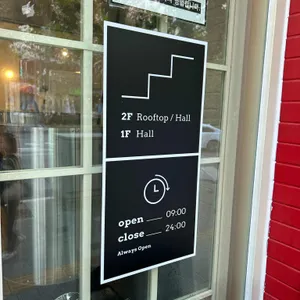 2F Rooftop / Hall
1F Hall
open 09:00
close 24:00
Always Open